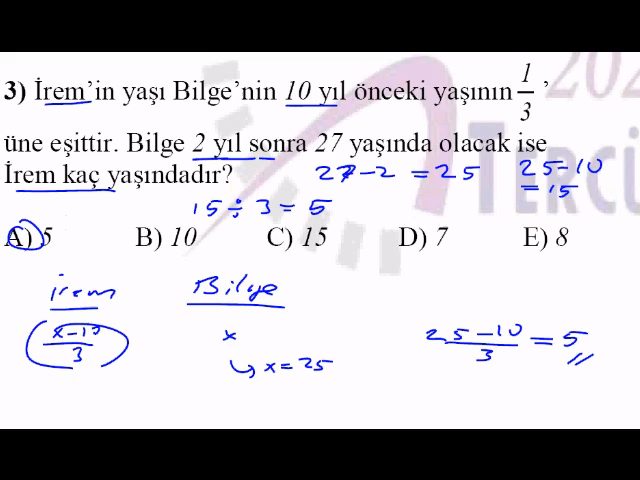 3) İrem'in yaşı Bilge'nin 10 yıl önceki yaşının 1/3 '
üne eşittir. Bilge 2 yıl sonra 27 yaşında olacak ise
İrem kaç yaşındadır? 27-2 = 25 25-10 = 15
15 ÷ 3 = 5
A) 5 B) 10 C) 15 D) 7 E) 8
İrem Bilge
x-10/3 x 25-10/3 = 5
x = 25
202
TERCÜ